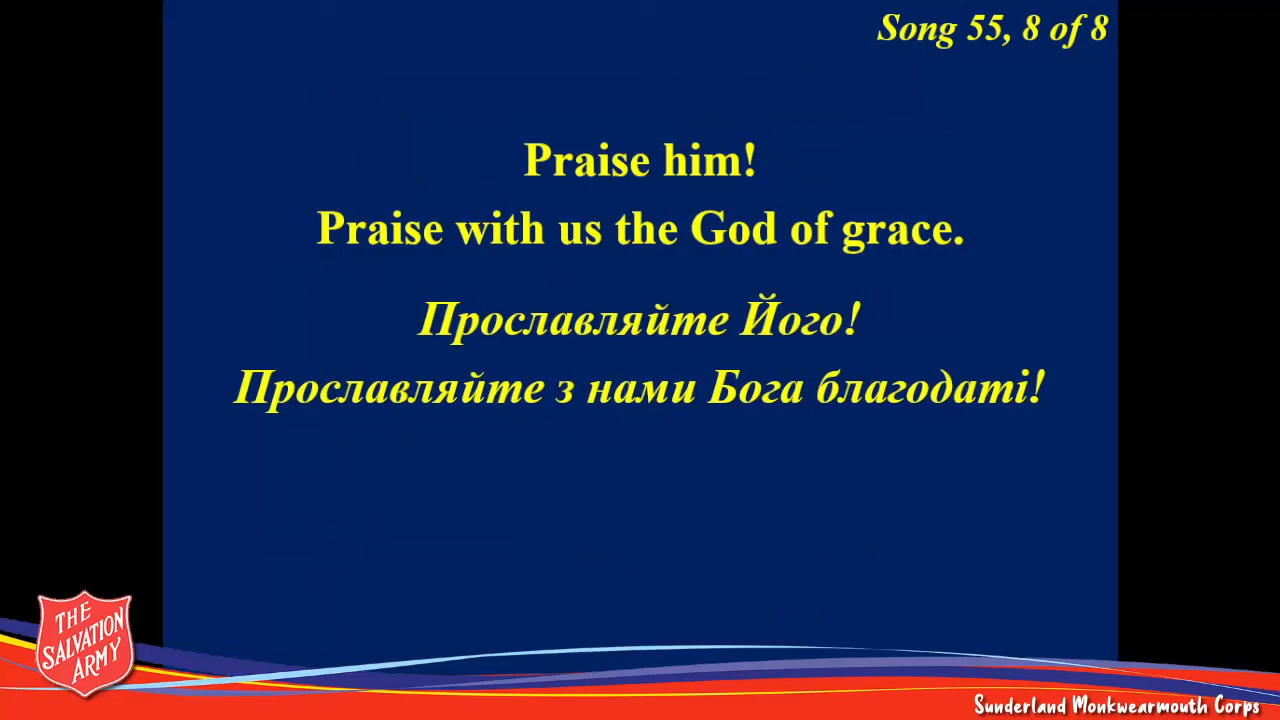 Song 55, 8 of 8
Praise him!
Praise with us the God of grace.
Прославляйте Його!
Прославляйте з нами Бога благодаті!
THE
SALVATION
ARMY
Sunderland Monkwearmouth Corps